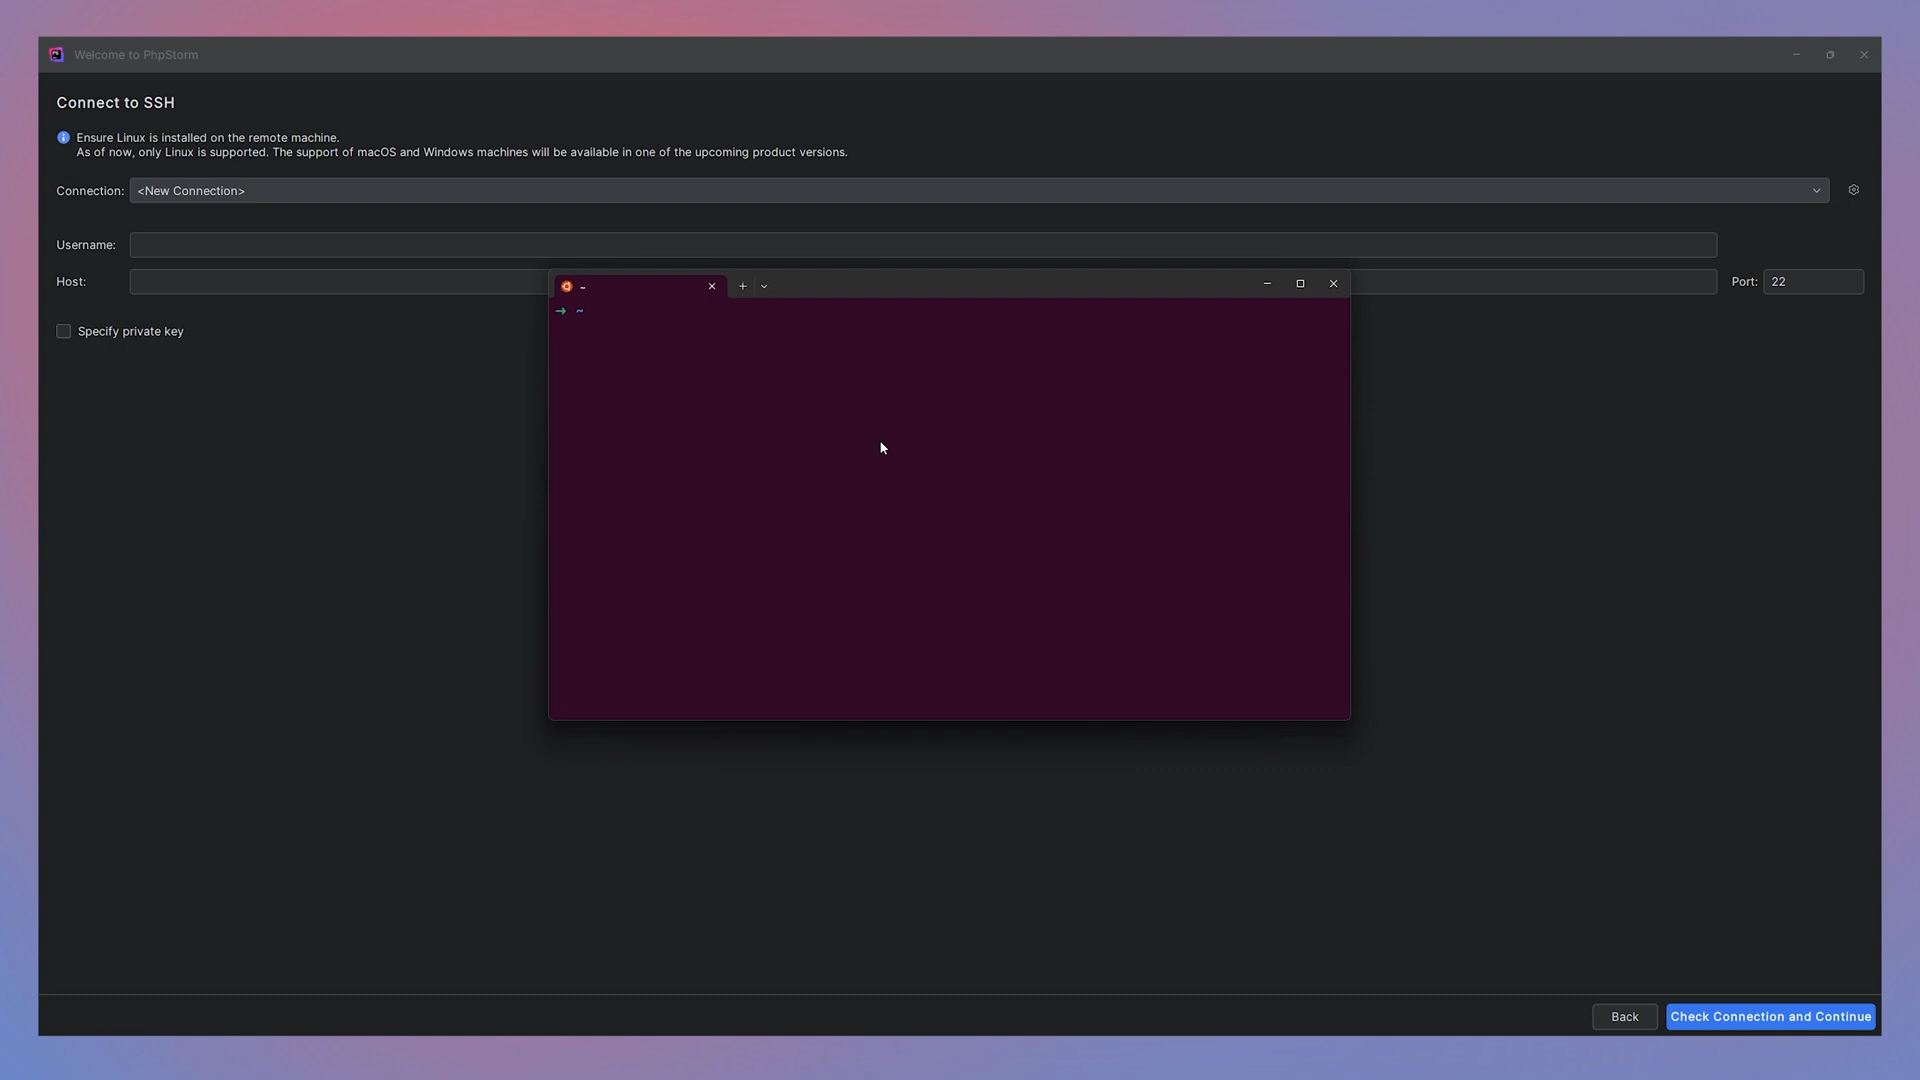 Welcome to PhpStorm
Connect to SSH
Ensure Linux is installed on the remote machine.
As of now, only Linux is supported. The support of macOS and Windows machines will be available in one of the upcoming product versions.
Connection: <New Connection>
Username:
Host:
Port: 22
~
→ ~
Specify private key
Back
Check Connection and Continue